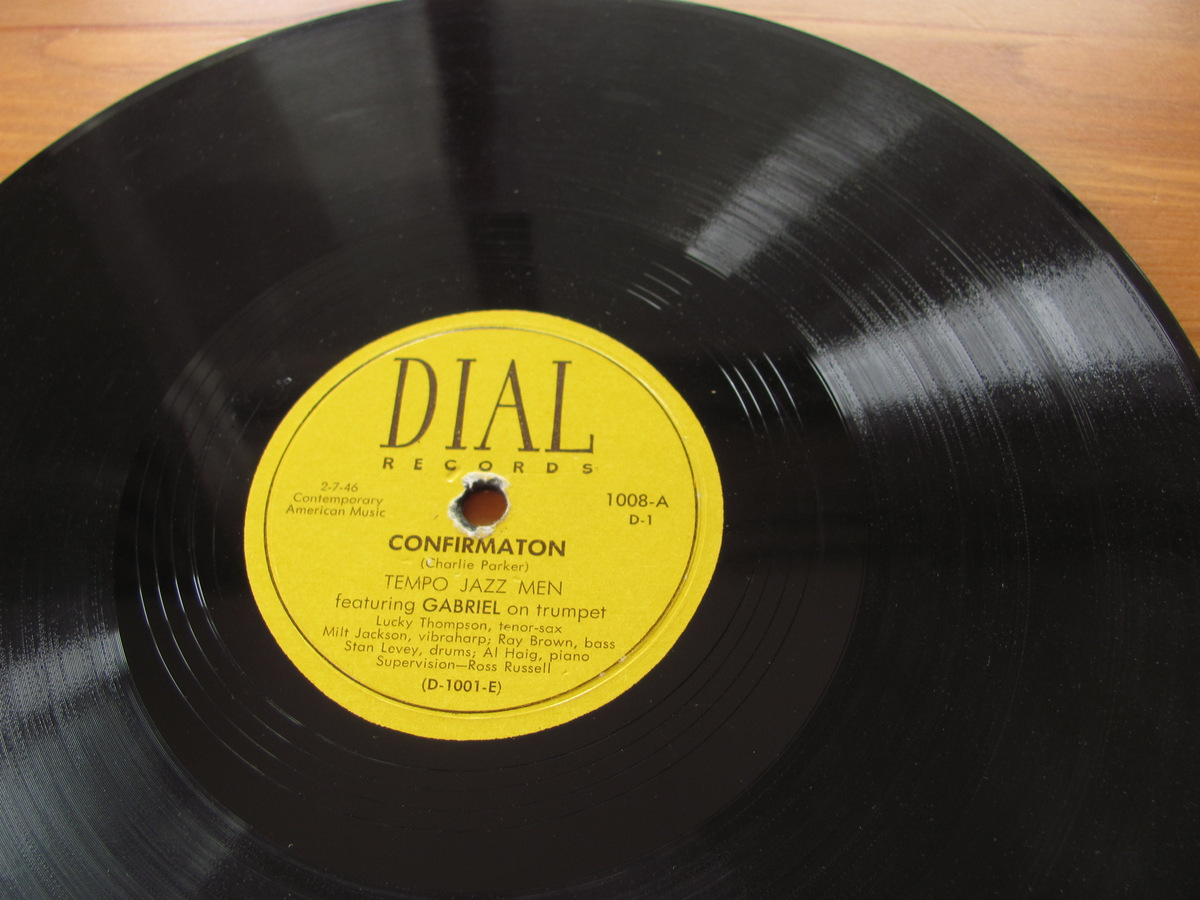 DIAL
RECORDS
2-7-46
Contemporary
American Music
1008-A
D-1
CONFIRMATON
(Charlie Parker)
TEMPO JAZZ MEN
featuring GABRIEL on trumpet
Lucky Thompson, tenor-sax
Milt Jackson, vibraharp; Ray Brown, bass
Stan Levey, drums; Al Haig, piano
Supervision—Ross Russell
(D-1001-E)